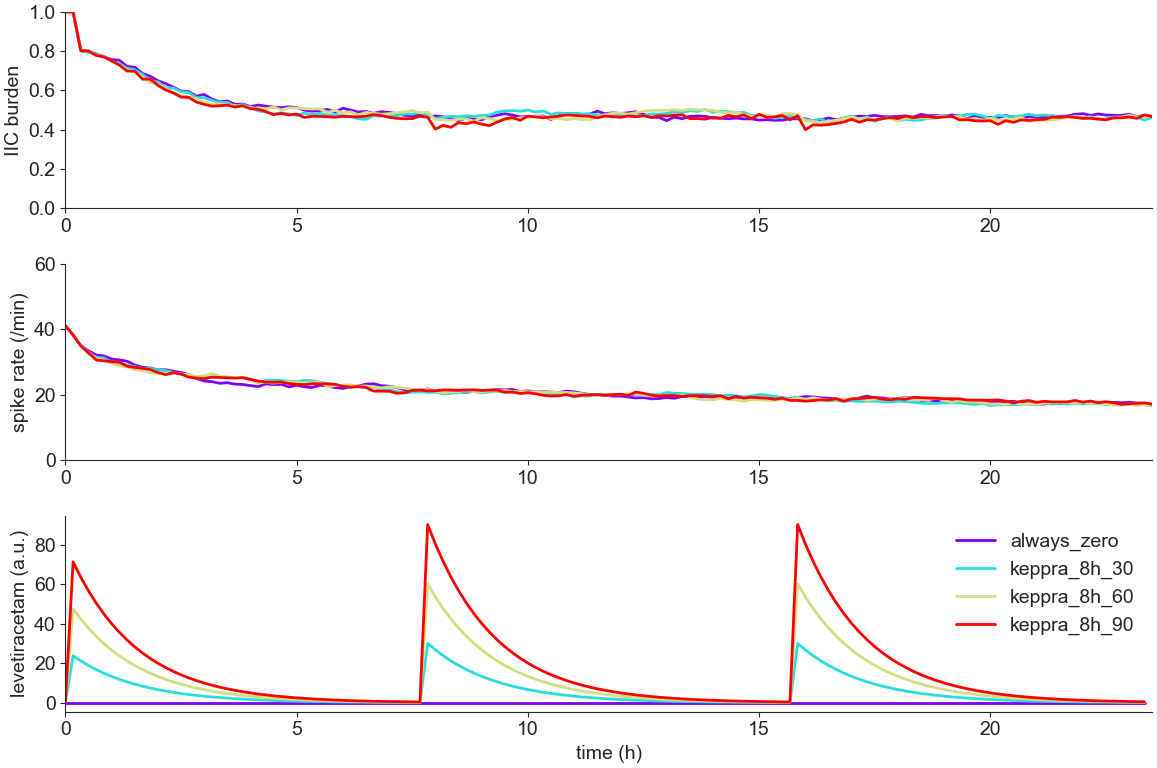 IIC burden
1.0
0.8
0.6
0.4
0.2
0.0
0 5 10 15 20
spike rate (/min)
60
40
20
0
0 5 10 15 20
levetiracetam (a.u.)
80
60
40
20
0
always_zero
keppra_8h_30
keppra_8h_60
keppra_8h_90
0 5 10 15 20
time (h)